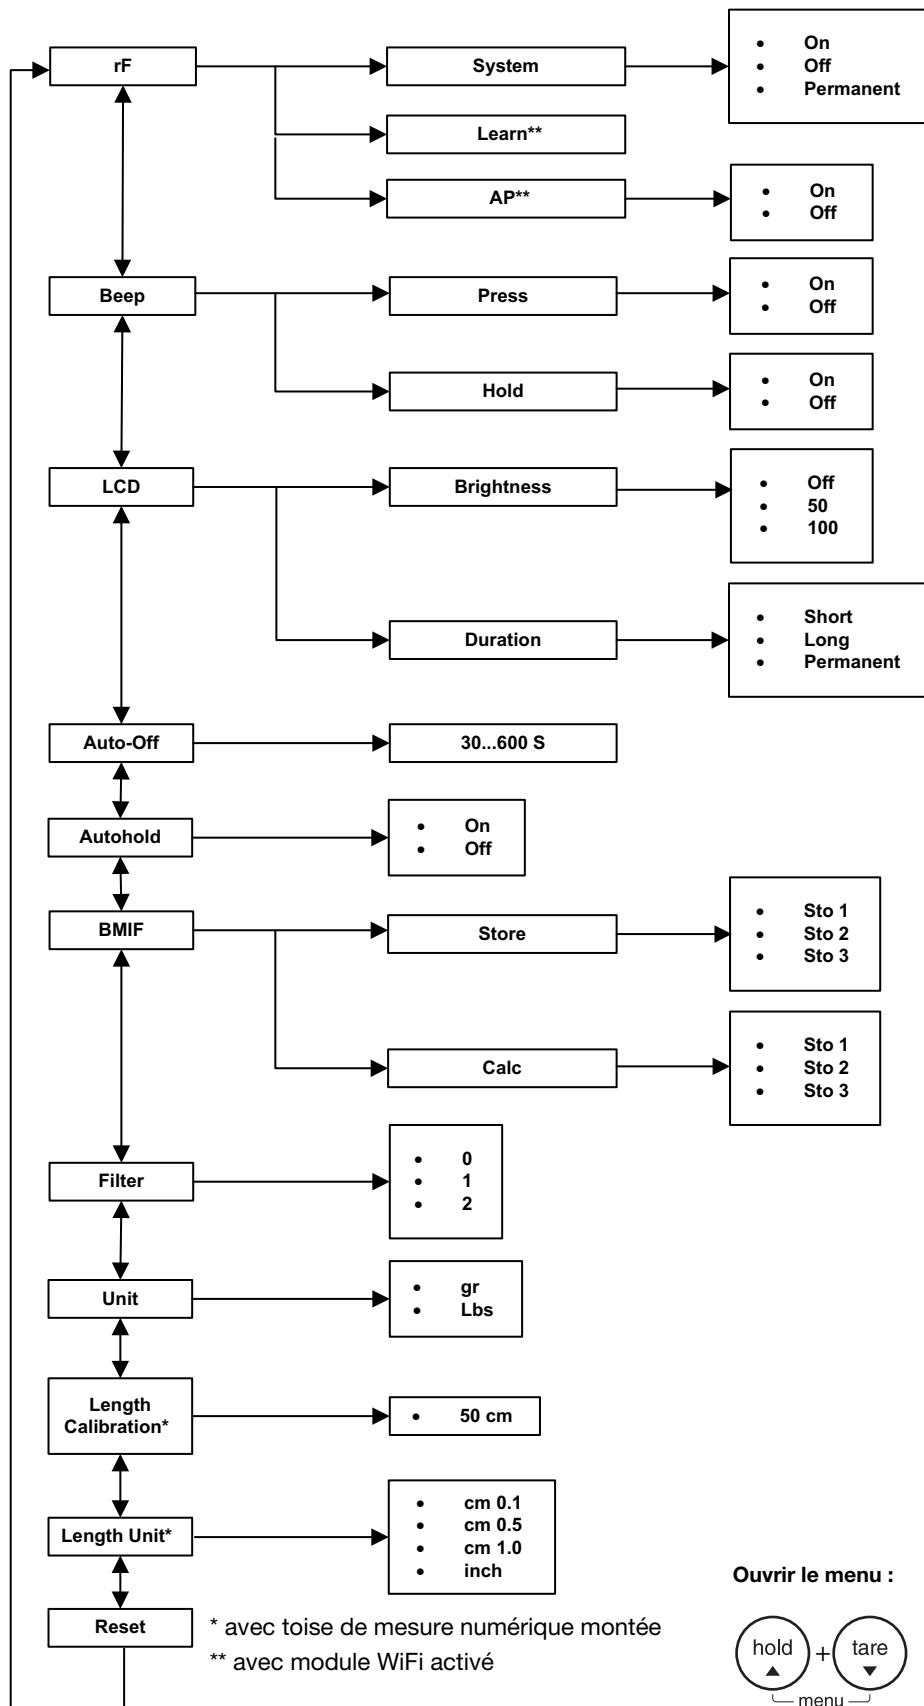 rF
System
• On
• Off
• Permanent
Learn**
AP**
• On
• Off
Beep
Press
• On
• Off
Hold
• On
• Off
LCD
Brightness
• Off
• 50
• 100
Duration
• Short
• Long
• Permanent
Auto-Off
30...600 S
Autohold
• On
• Off
BMIF
Store
• Sto 1
• Sto 2
• Sto 3
Calc
• Sto 1
• Sto 2
• Sto 3
Filter
• 0
• 1
• 2
Unit
• gr
• Lbs
Length
Calibration*
• 50 cm
Length Unit*
• cm 0.1
• cm 0.5
• cm 1.0
• inch
Reset
* avec toise de mesure numérique montée
** avec module WiFi activé
Ouvrir le menu :
hold + tare
menu